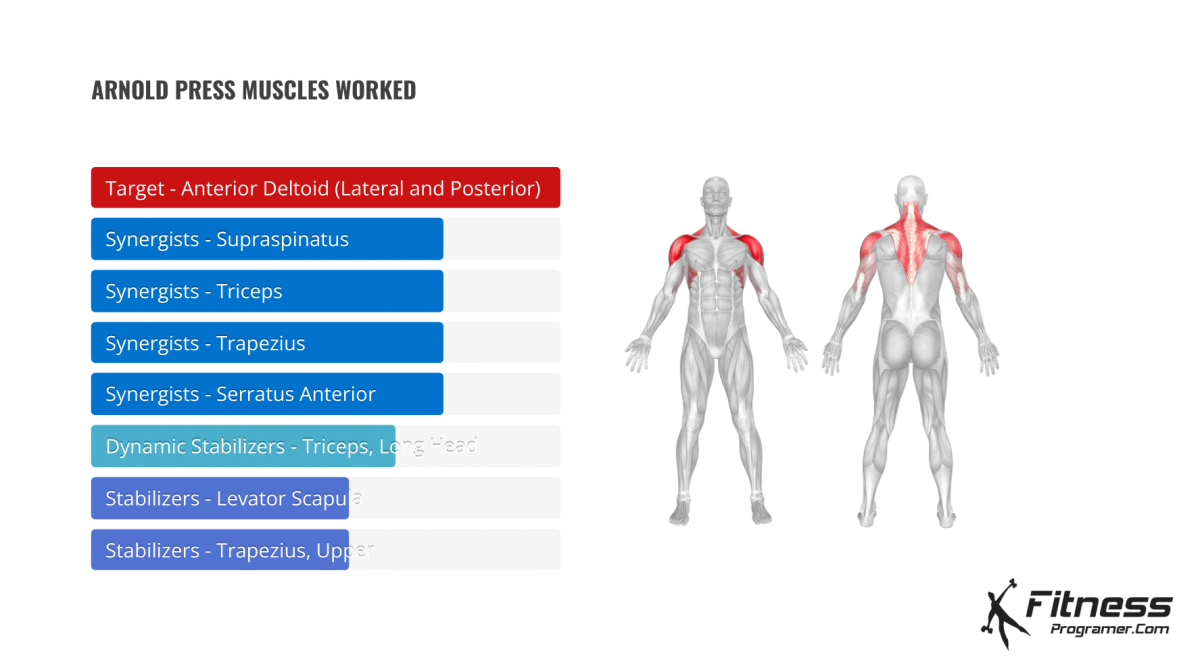 ARNOLD PRESS MUSCLES WORKED
Target - Anterior Deltoid (Lateral and Posterior)
Synergists - Supraspinatus
Synergists - Triceps
Synergists - Trapezius
Synergists - Serratus Anterior
Dynamic Stabilizers - Triceps, Long Head
Stabilizers - Levator Scapula
Stabilizers - Trapezius, Upper
Fitness
Programer.Com